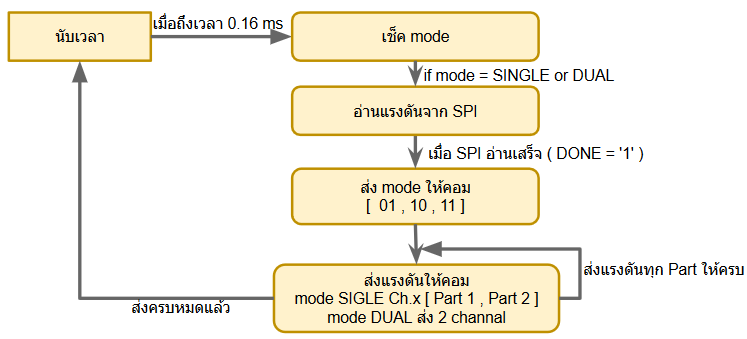 นับเวลา
เมื่อถึงเวลา 0.16 ms
เช็ค mode
if mode = SINGLE or DUAL
อ่านแรงดันจาก SPI
เมื่อ SPI อ่านเสร็จ ( DONE = '1' )
ส่ง mode ให้คอม
[ 01 , 10 , 11 ]
ส่งแรงดันทุก Part ให้ครบ
ส่งแรงดันให้คอม
mode SIGLE Ch.x [ Part 1 , Part 2 ]
mode DUAL ส่ง 2 channal
ส่งครบหมดแล้ว